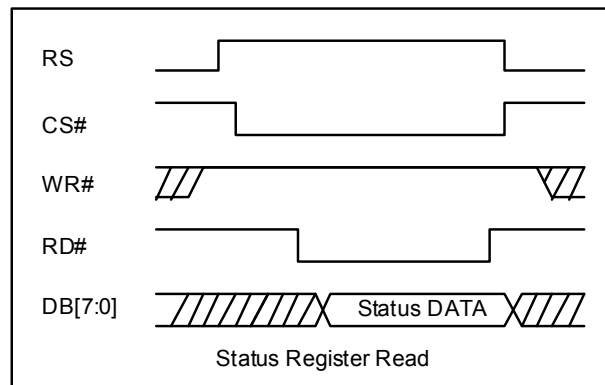 RS
CS#
WR#
RD#
DB[7:0]
Status DATA
Status Register Read